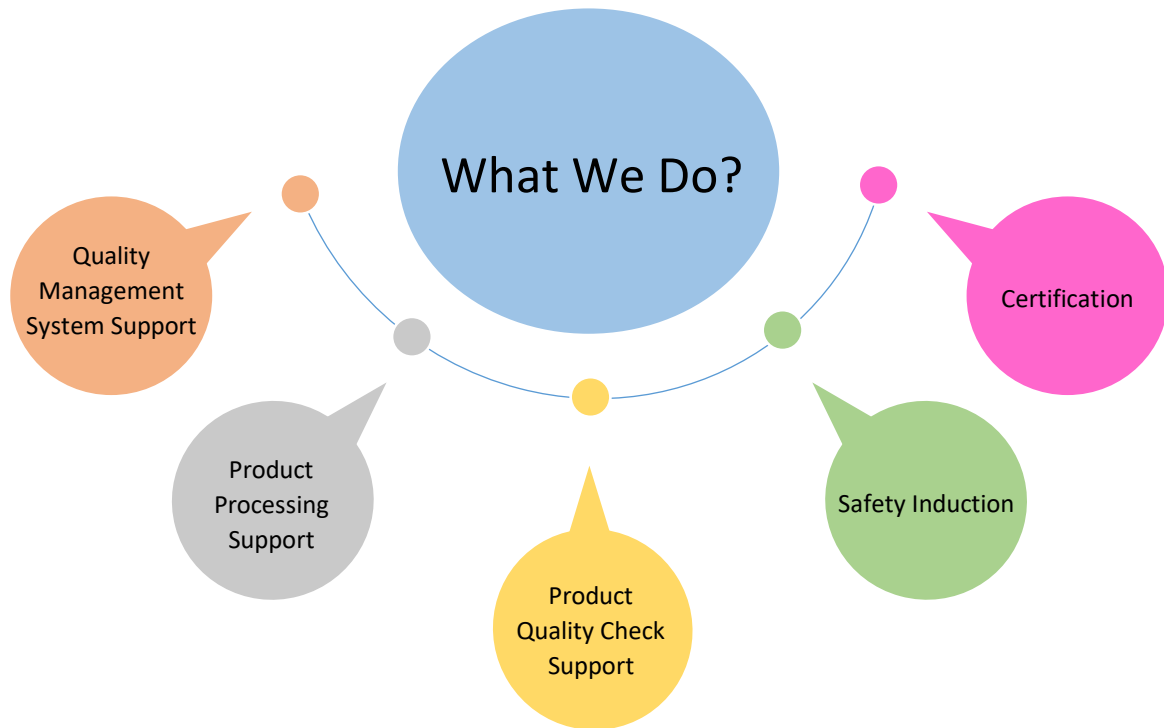 What We Do?
Quality
Management
System Support
Product
Processing
Support
Product
Quality Check
Support
Safety Induction
Certification